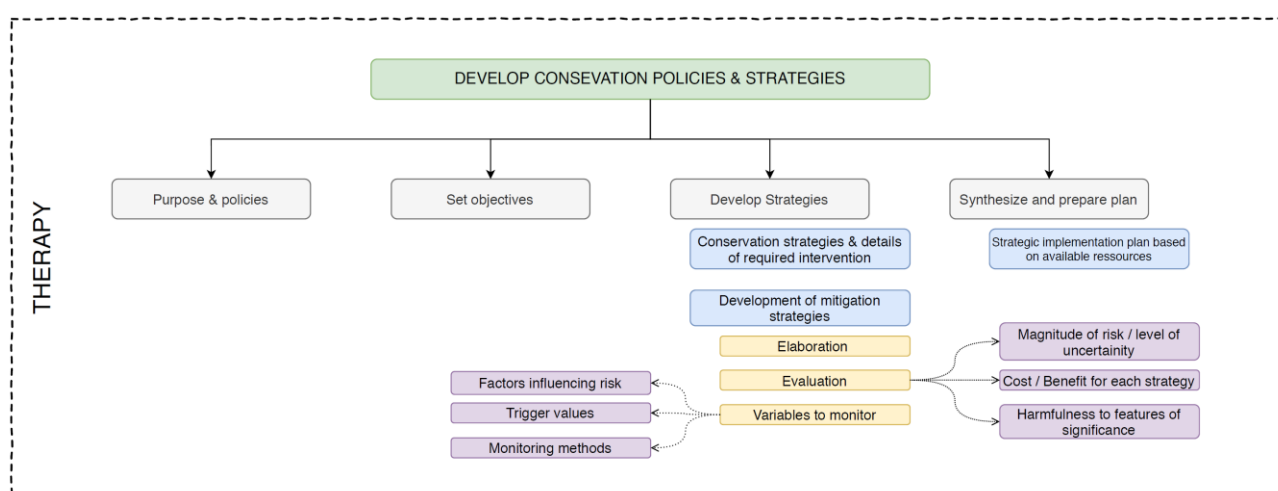 DEVELOP CONSEVATION POLICIES & STRATEGIES
THERAPY
Purpose & policies
Set objectives
Develop Strategies
Synthesize and prepare plan
Conservation strategies & details
of required intervention
Strategic implementation plan based
on available ressources
Development of mitigation
strategies
Elaboration
Evaluation
Variables to monitor
Factors influencing risk
Trigger values
Monitoring methods
Magnitude of risk / level of
uncertainity
Cost / Benefit for each strategy
Harmfulness to features of
significance